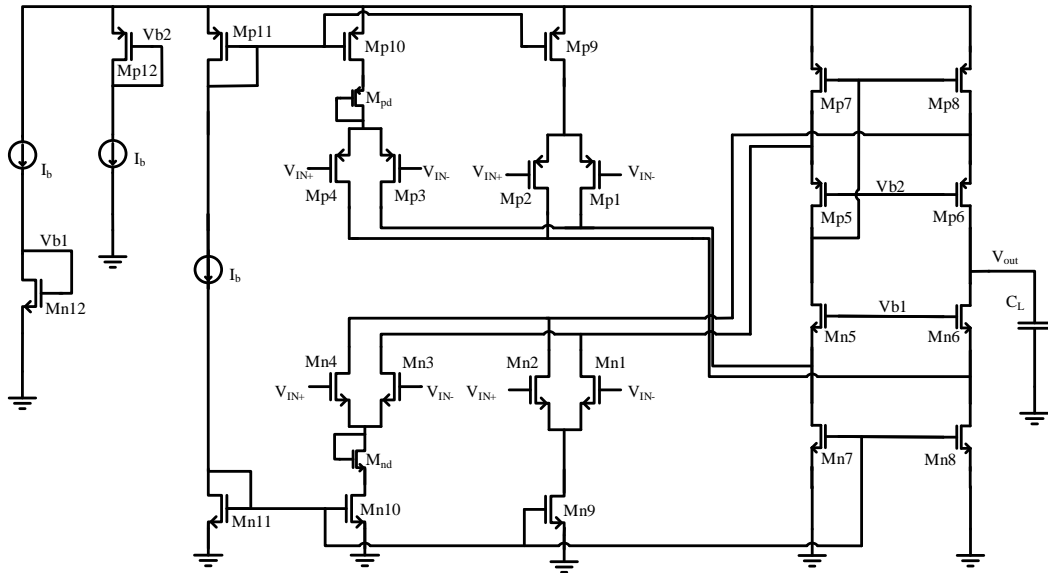 Mp11
Vb2
Mp12
Mp10
Mp9
Mp7
Mp8
M_pd
I_b
I_b
V_IN+
Mp4
Mp3
V_IN-
V_IN+
Mp2
Mp1
V_IN-
Vb2
Mp5
Mp6
Vb1
Mn12
I_b
V_out
C_L
Vb1
Mn5
Mn6
Mn4
Mn3
Mn2
Mn1
V_IN+
V_IN-
V_IN+
V_IN-
M_nd
Mn7
Mn8
Mn11
Mn10
Mn9